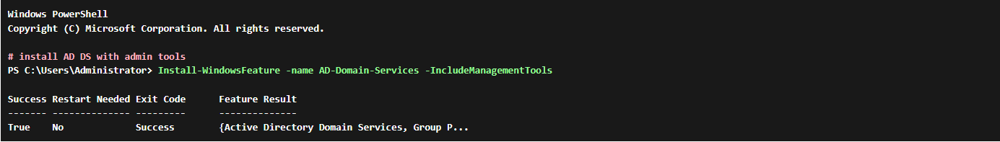 Windows PowerShell
Copyright (C) Microsoft Corporation. All rights reserved.
# install AD DS with admin tools
PS C:\Users\Administrator> Install-WindowsFeature -name AD-Domain-Services -IncludeManagementTools
Success Restart Needed Exit Code      Feature Result
------- -------------- ---------      --------------
True    No             Success        {Active Directory Domain Services, Group P...